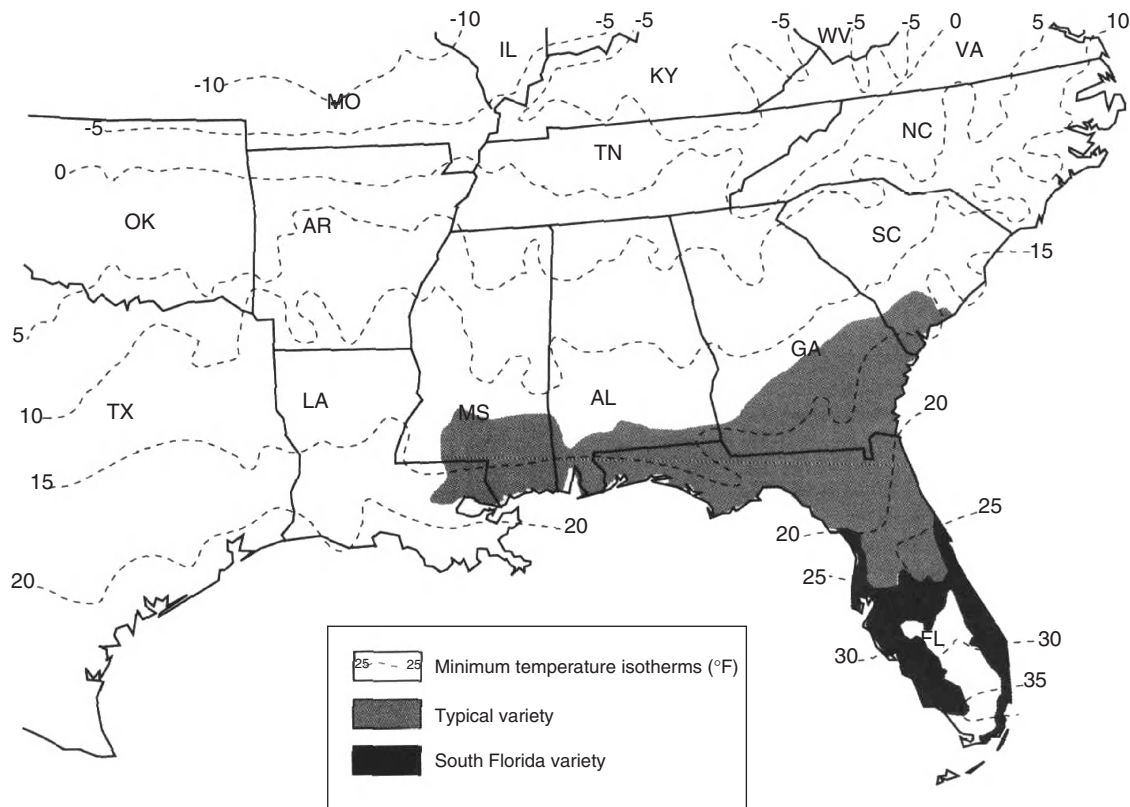 -10 -5 -5 -5 WV -5 -5 0 5 10
-10 IL VA
MO KY
-5 NC
0 TN
OK AR SC
15
5 GA
10 TX LA MS AL 20
15
20 25
20
20 25
FL 30
30
35
25 25 Minimum temperature isotherms (°F)
Typical variety
South Florida variety